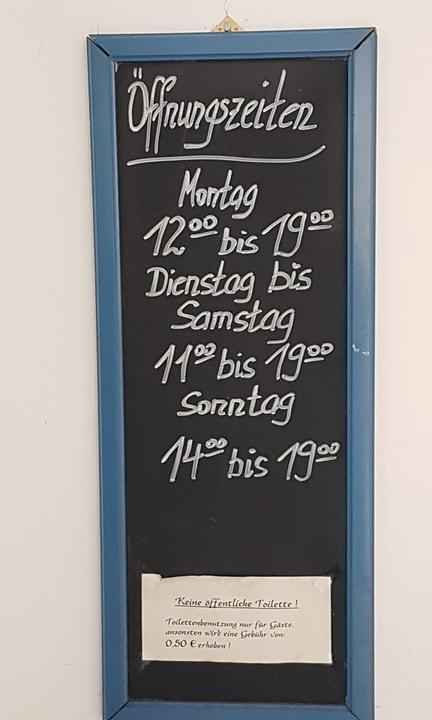 Öffnungszeiten
Montag
12⁰⁰ bis 19⁰⁰
Dienstag bis
Samstag
11⁰⁰ bis 19⁰⁰
Sonntag
14⁰⁰ bis 19⁰⁰
Keine öffentliche Toilette !
Toilettenbenutzung nur für Gäste,
ansonsten wird eine Gebühr von
0,50 € erhoben !